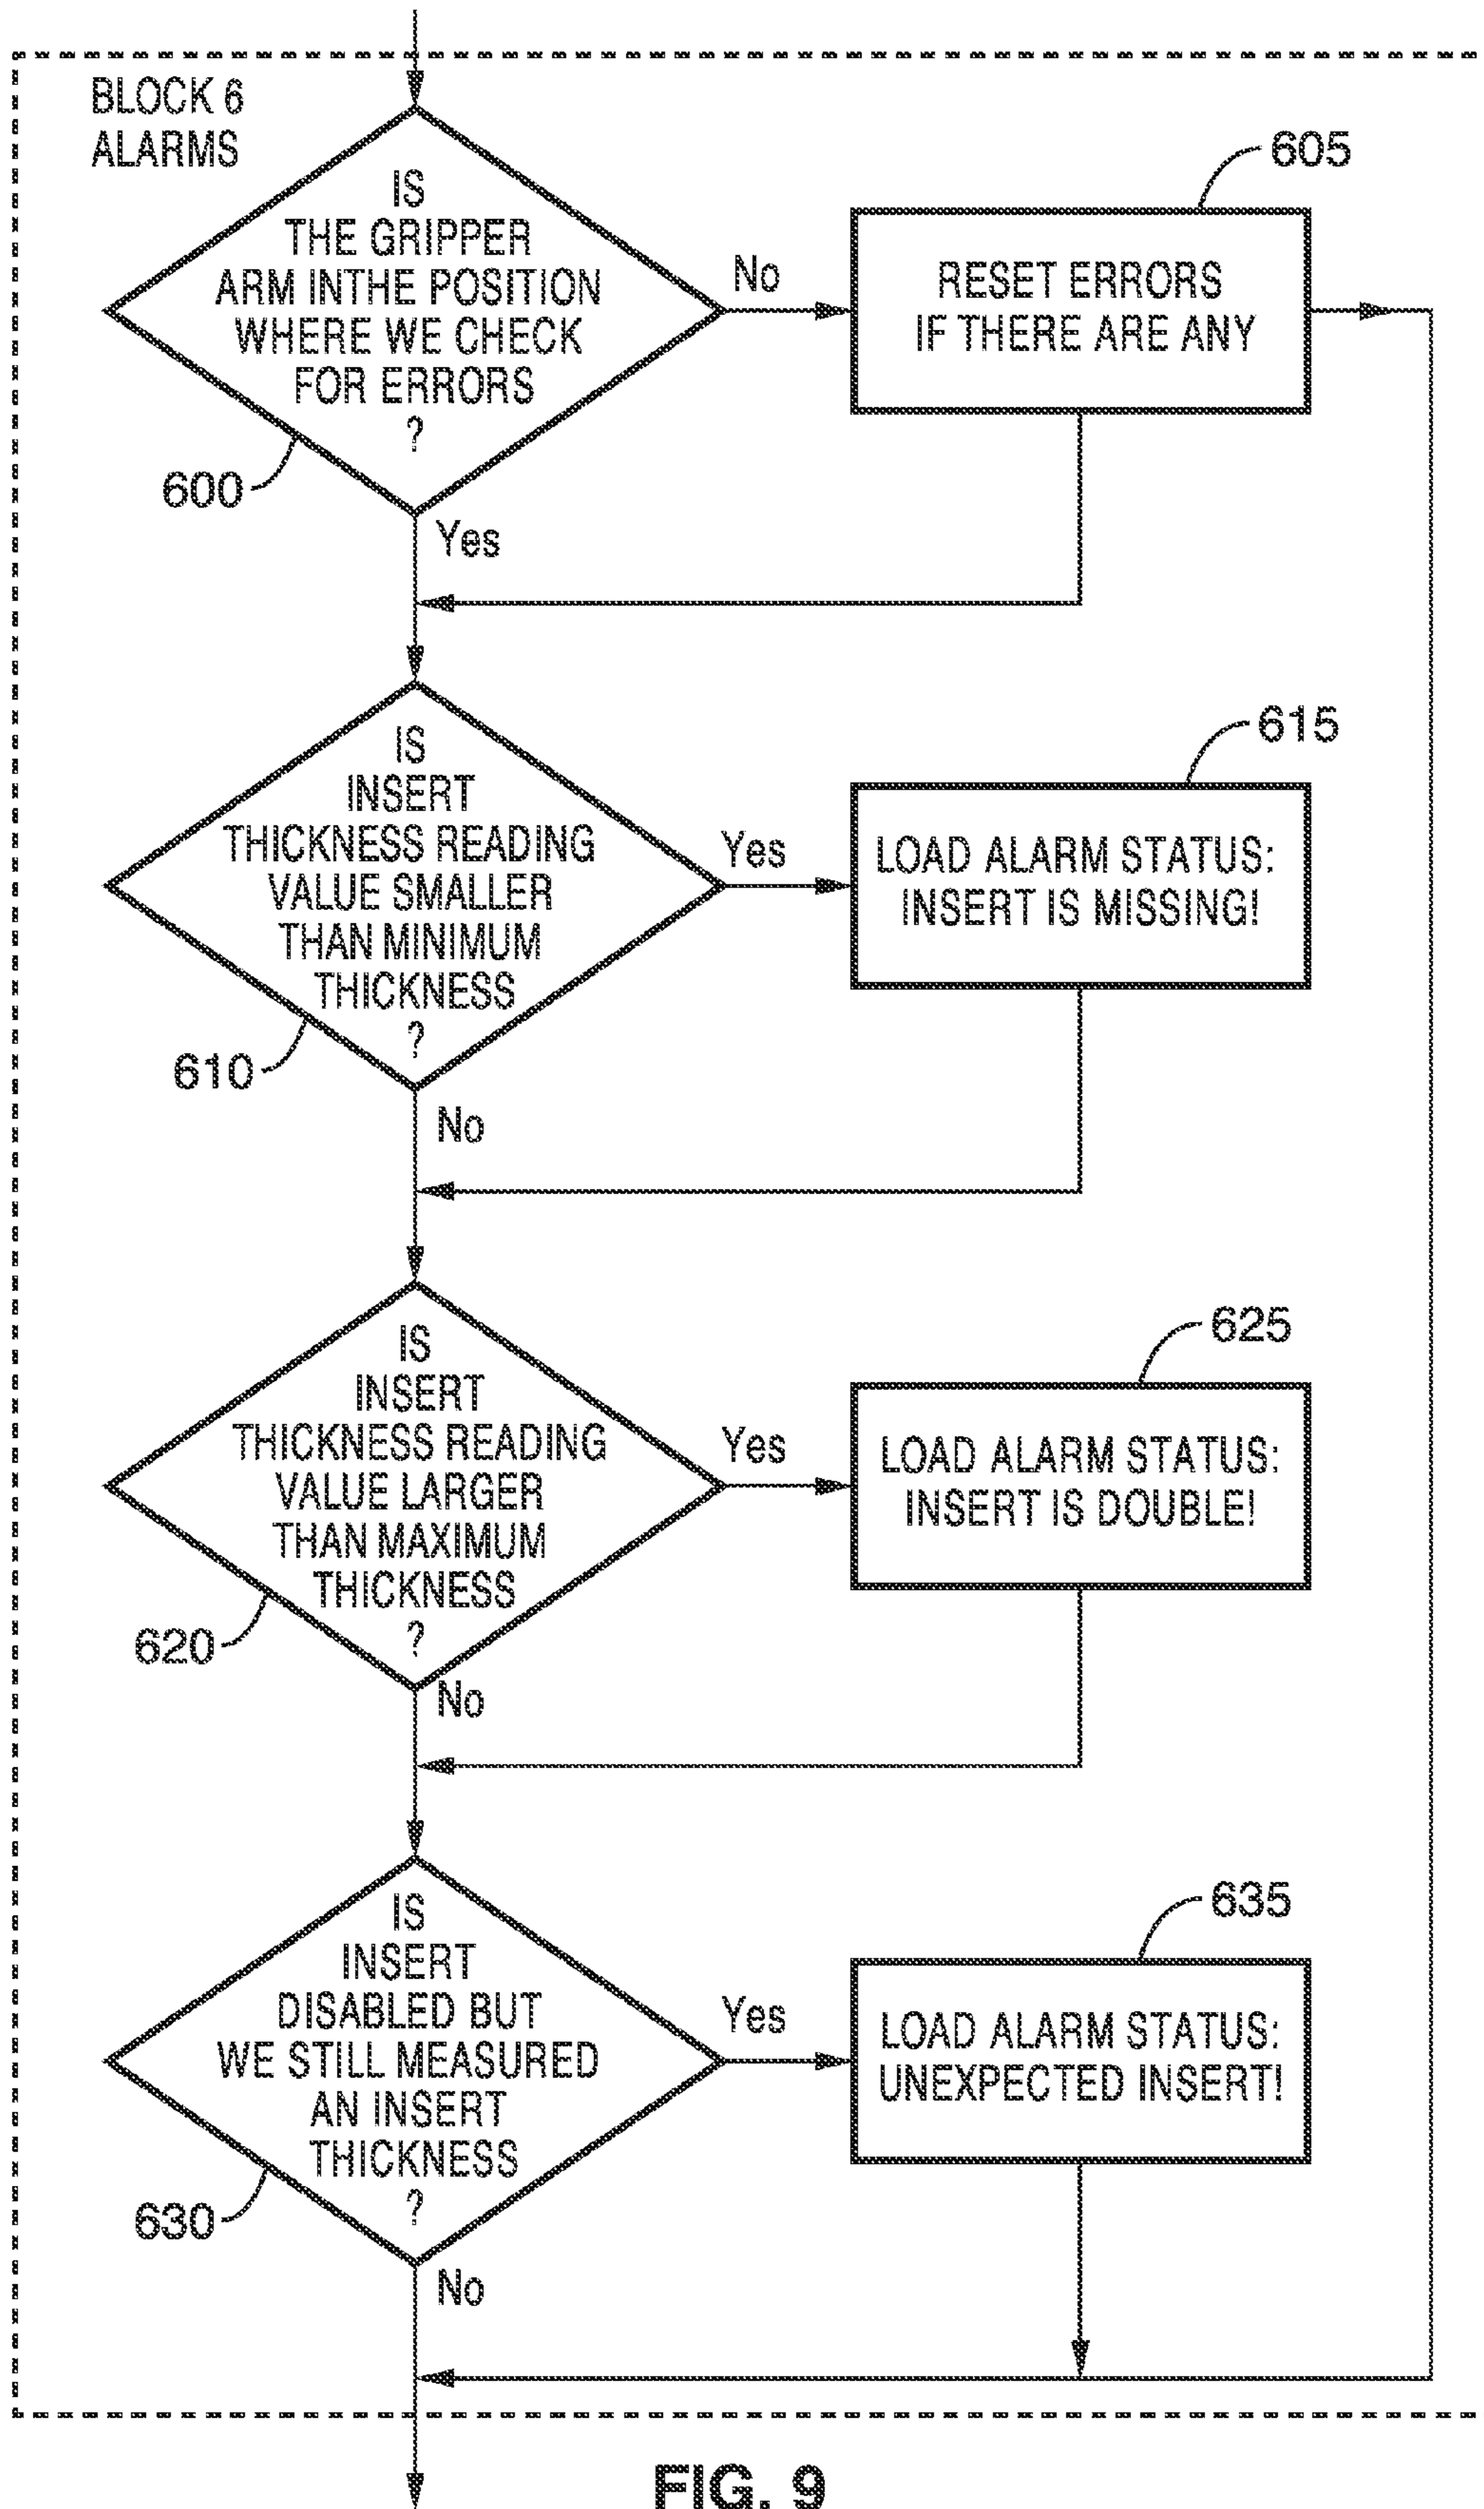 BLOCK 6
ALARMS
IS
THE GRIPPER
ARM INTHE POSITION
WHERE WE CHECK
FOR ERRORS
?
600
No
Yes
605
RESET ERRORS
IF THERE ARE ANY
IS
INSERT
THICKNESS READING
VALUE SMALLER
THAN MINIMUM
THICKNESS
?
610
Yes
No
615
LOAD ALARM STATUS:
INSERT IS MISSING!
IS
INSERT
THICKNESS READING
VALUE LARGER
THAN MAXIMUM
THICKNESS
?
620
Yes
No
625
LOAD ALARM STATUS:
INSERT IS DOUBLE!
IS
INSERT
DISABLED BUT
WE STILL MEASURED
AN INSERT
THICKNESS
?
630
Yes
No
635
LOAD ALARM STATUS:
UNEXPECTED INSERT!
FIG. 9